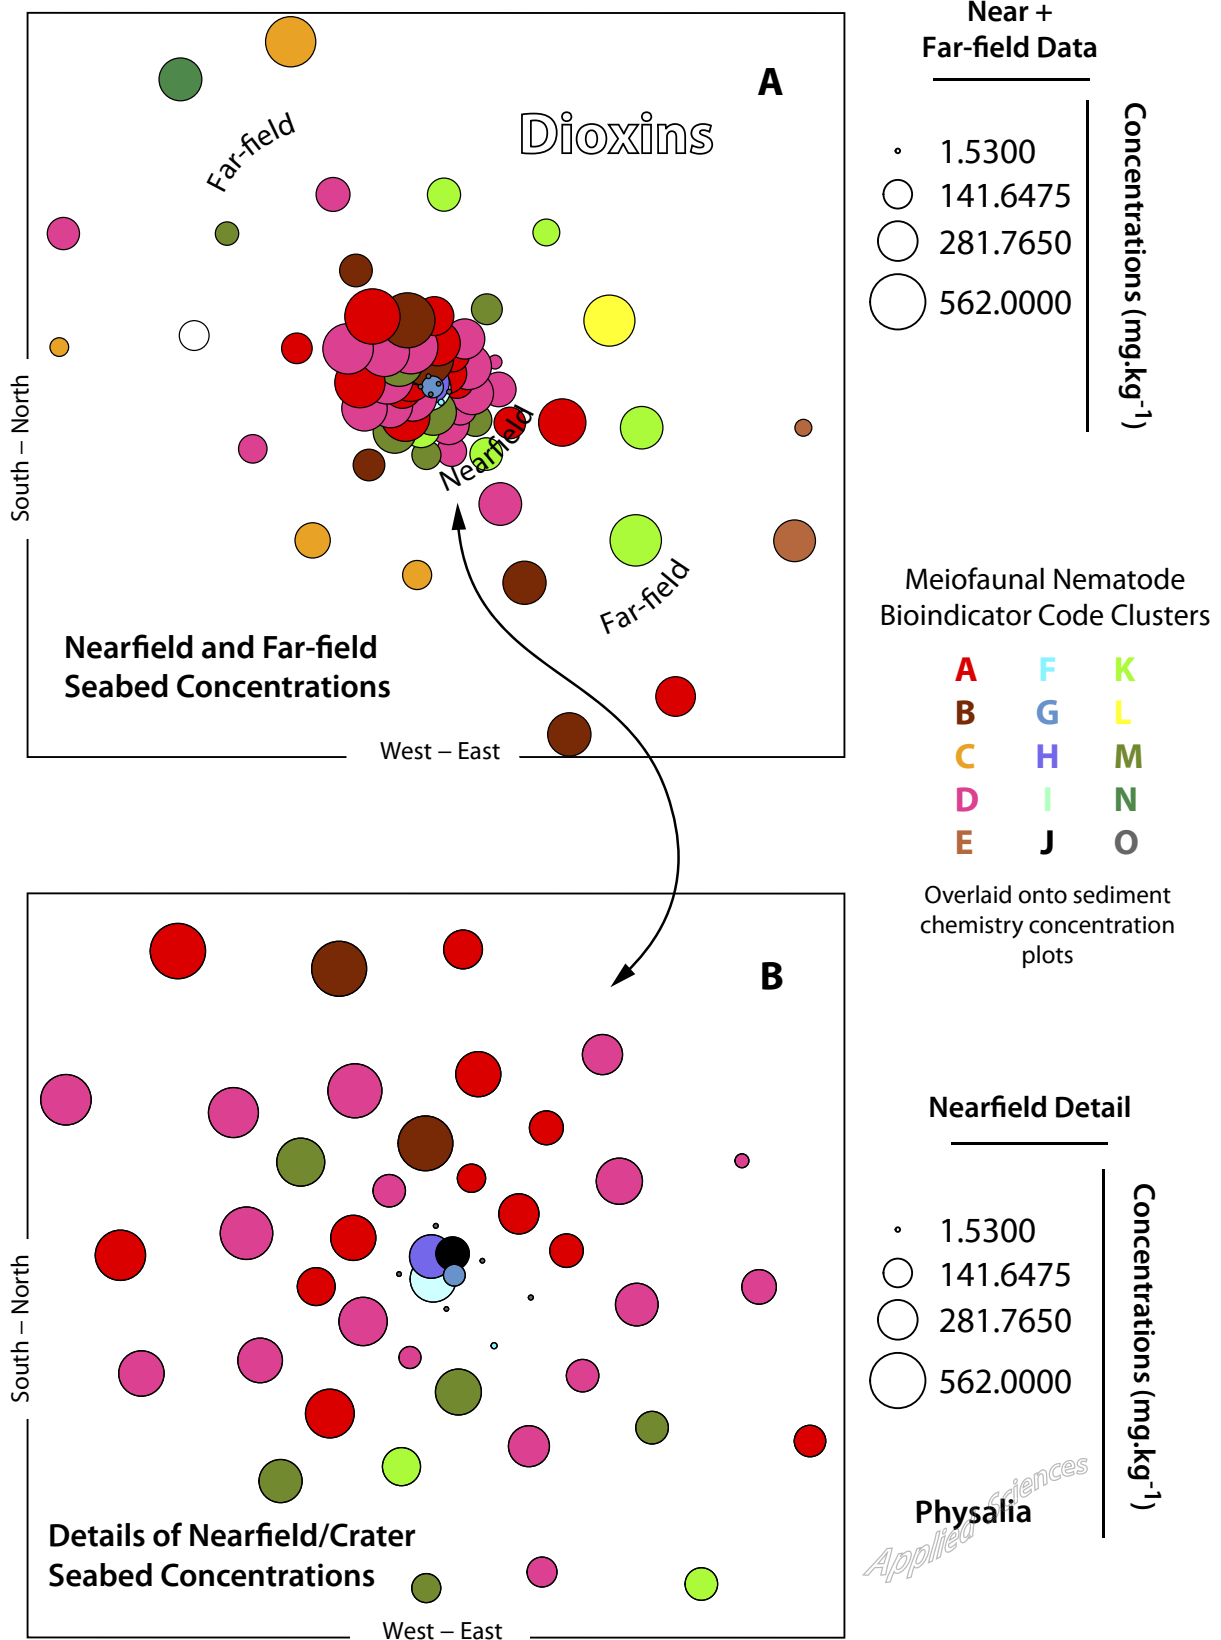 Near +
Far-field Data
A
Dioxins
Far-field
Concentrations (mg.kg-1)
1.5300
141.6475
281.7650
562.0000
South – North
Nearfield
Far-field
Nearfield and Far-field
Seabed Concentrations
West – East
Meiofaunal Nematode
Bioindicator Code Clusters
A F K
B G L
C H M
D I N
E J O
Overlaid onto sediment
chemistry concentration
plots
B
Nearfield Detail
Concentrations (mg.kg-1)
1.5300
141.6475
281.7650
562.0000
South – North
Details of Nearfield/Crater
Seabed Concentrations
West – East
Physalia
Applied Sciences